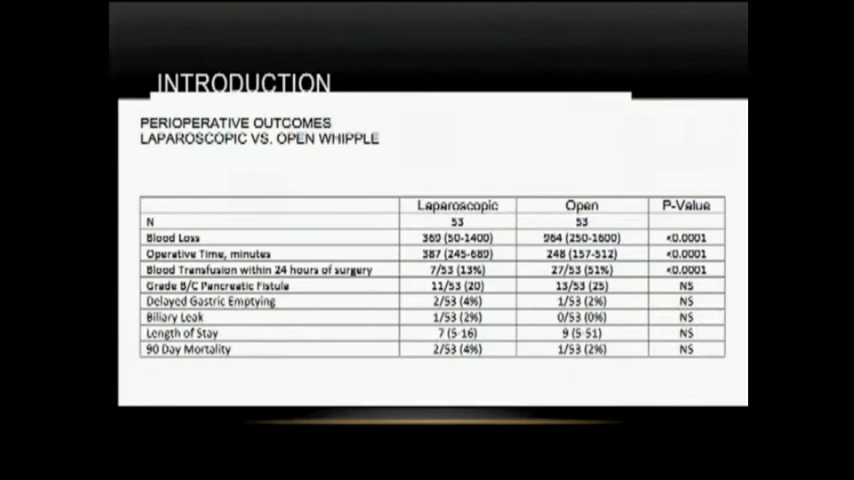 INTRODUCTION
PERIOPERATIVE OUTCOMES
LAPAROSCOPIC VS. OPEN WHIPPLE
Laparoscopic Open P-Value
N 53 53
Blood Loss 369 (50-1400) 964 (250-1600) <0.0001
Operative Time, minutes 387 (245-689) 248 (157-512) <0.0001
Blood Transfusion within 24 hours of surgery 7/53 (13%) 27/53 (51%) <0.0001
Grade B/C Pancreatic Fistula 11/53 (20) 13/53 (25) NS
Delayed Gastric Emptying 2/53 (4%) 1/53 (2%) NS
Biliary Leak 1/53 (2%) 0/53 (0%) NS
Length of Stay 7 (5-16) 9 (5-51) NS
90 Day Mortality 2/53 (4%) 1/53 (2%) NS